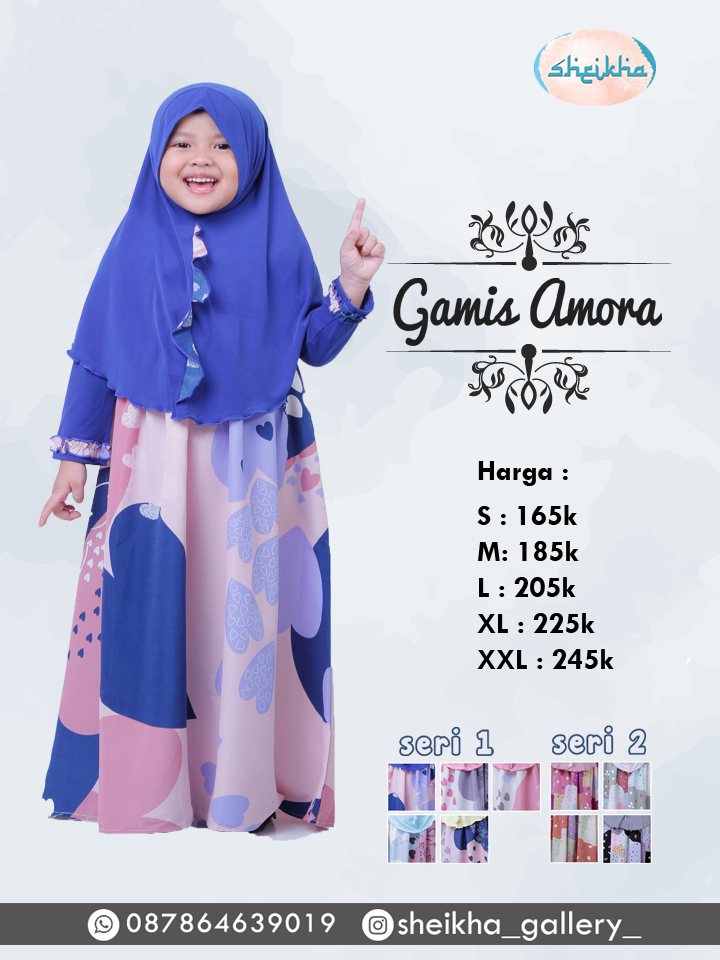 sheikha
Gamis Amora
Harga :
S : 165k
M: 185k
L : 205k
XL : 225k
XXL : 245k
seri 1
seri 2
087864639019
sheikha_gallery_